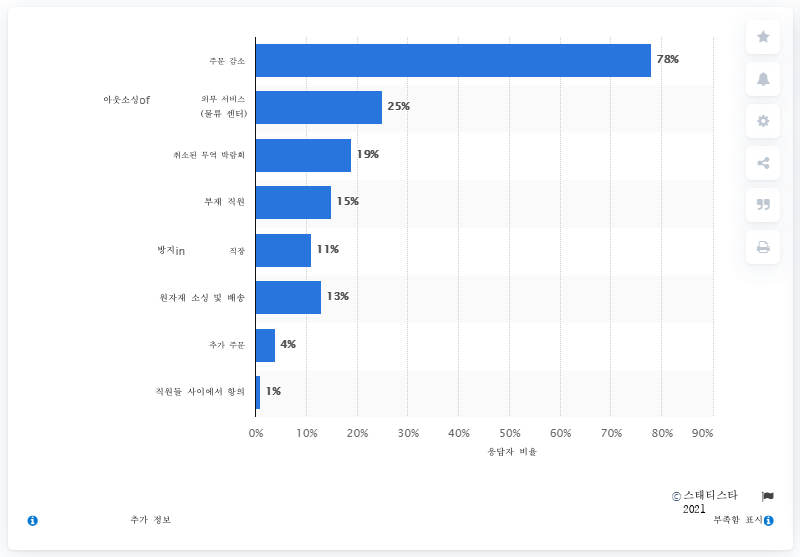 주문 감소
78%
아웃소싱of 외부 서비스
(물류 센터)
25%
취소된 무역 박람회
19%
부재 직원
15%
방지in 직장
11%
원자재 소싱 및 배송
13%
추가 주문
4%
직원들 사이에서 항의
1%
0% 10% 20% 30% 40% 50% 60% 70% 80% 90%
응답자 비율
© 스태티스타
2021
추가 정보
부족함 표시